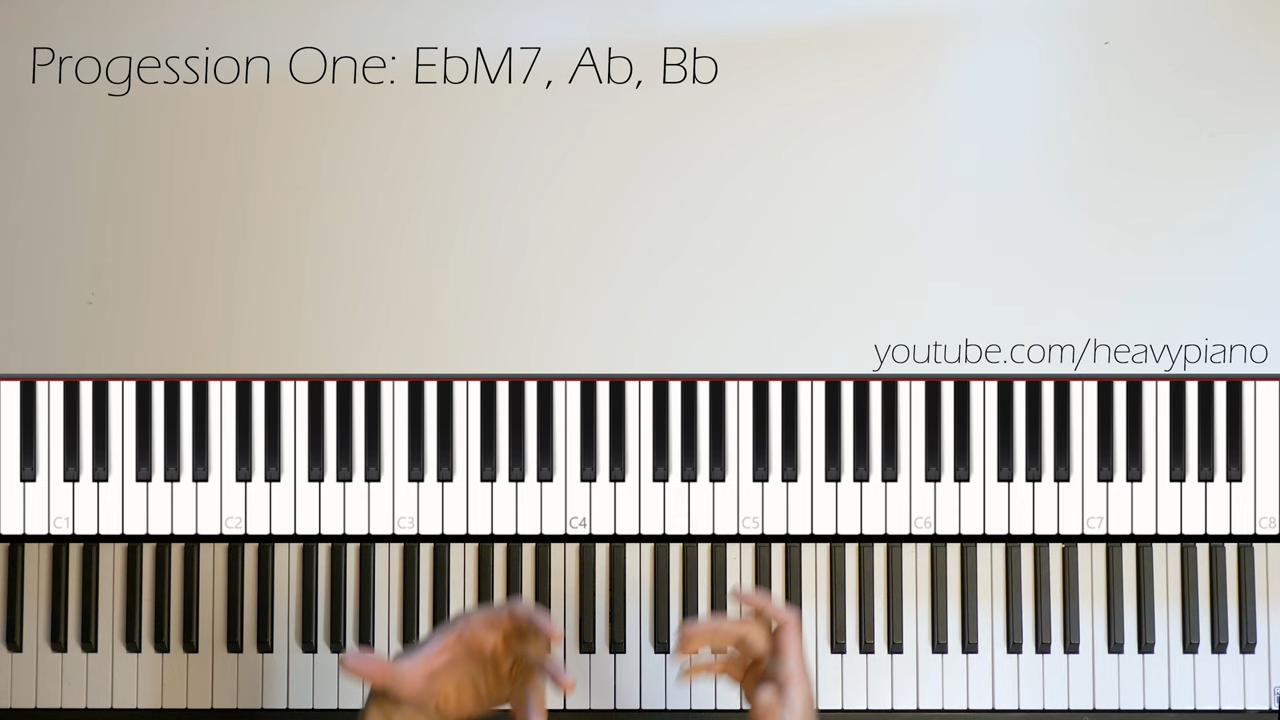 Progession One: EbM7, Ab, Bb
youtube.com/heavypiano
C1 C2 C3 C4 C5 C6 C7 C8